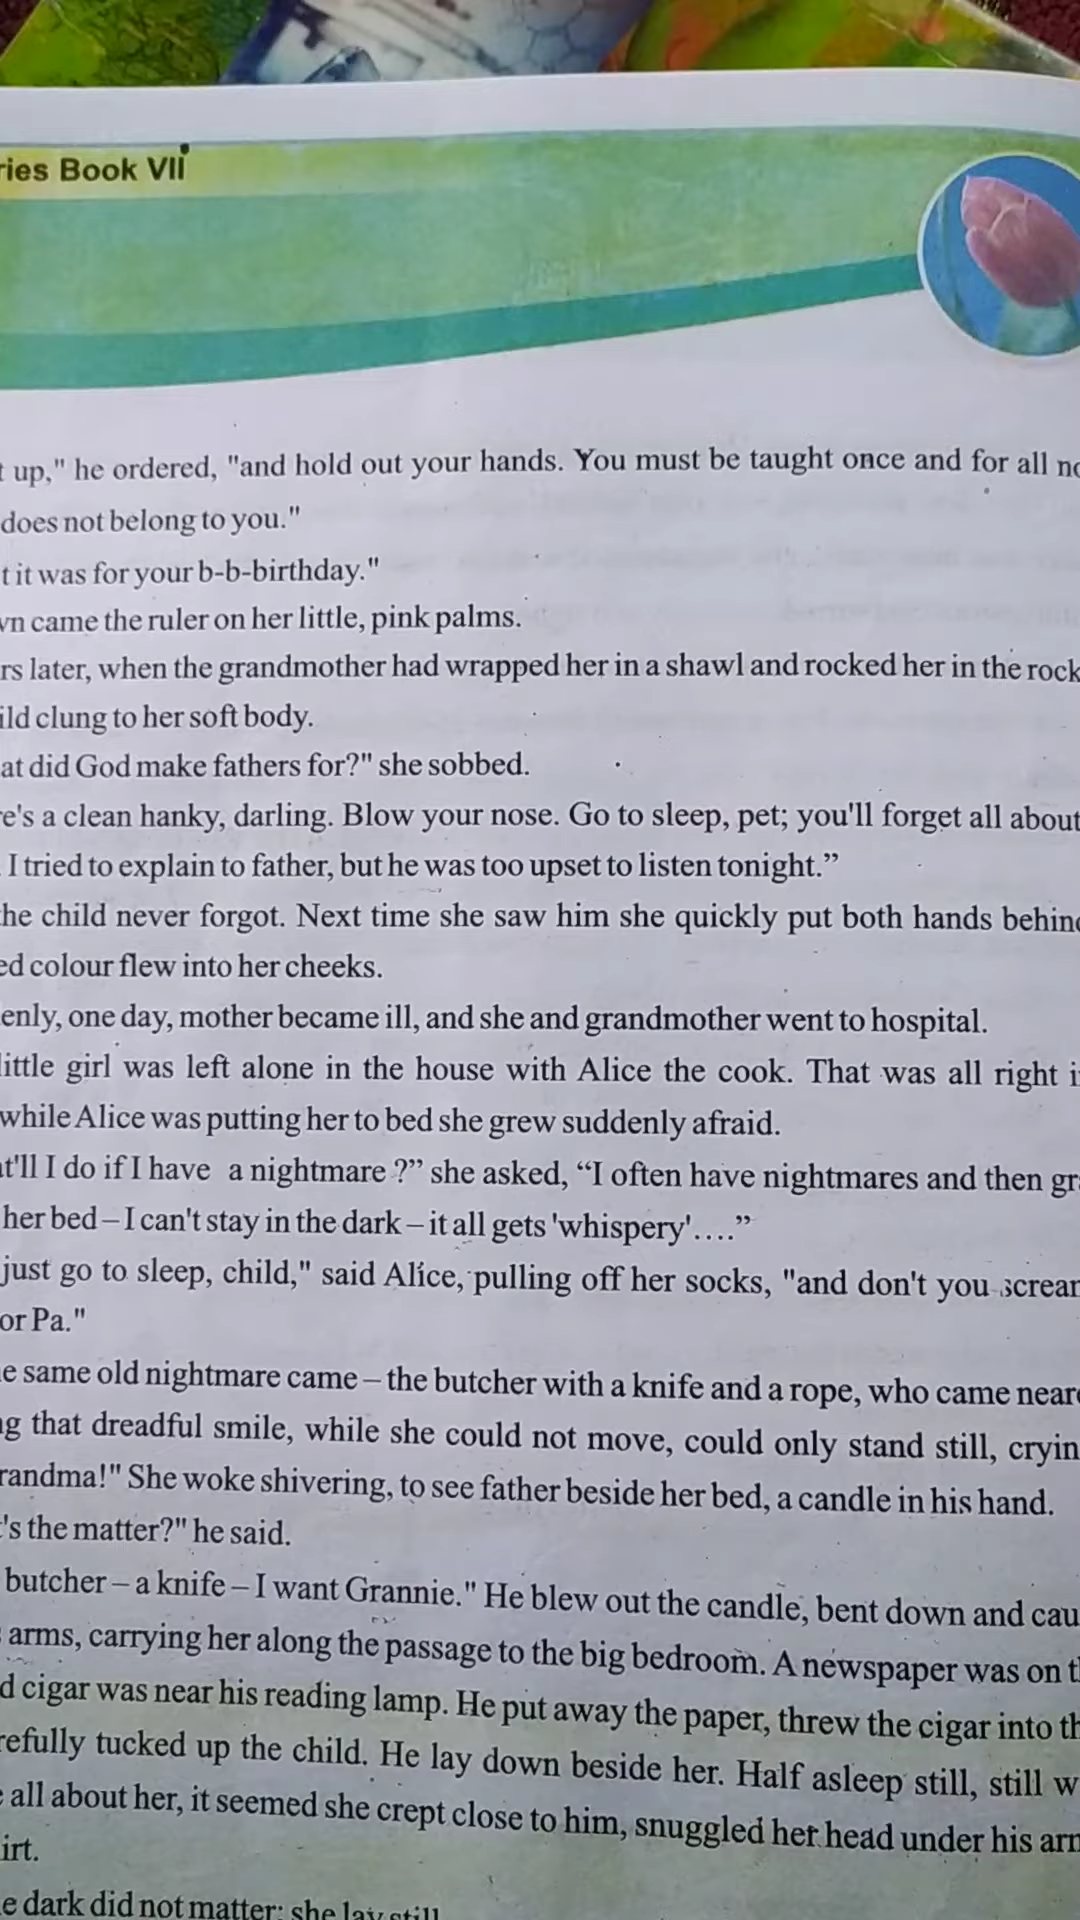 ries Book VII
t up," he ordered, "and hold out your hands. You must be taught once and for all no
does not belong to you."
t it was for your b-b-birthday."
wn came the ruler on her little, pink palms.
rs later, when the grandmother had wrapped her in a shawl and rocked her in the rock
ild clung to her soft body.
at did God make fathers for?" she sobbed.
e's a clean hanky, darling. Blow your nose. Go to sleep, pet; you'll forget all about
I tried to explain to father, but he was too upset to listen tonight.”
he child never forgot. Next time she saw him she quickly put both hands behind
ed colour flew into her cheeks.
enly, one day, mother became ill, and she and grandmother went to hospital.
little girl was left alone in the house with Alice the cook. That was all right i
while Alice was putting her to bed she grew suddenly afraid.
t'll I do if I have a nightmare ?” she asked, “I often have nightmares and then gr
her bed – I can't stay in the dark – it all gets 'whispery'....”
just go to sleep, child," said Alice, pulling off her socks, "and don't you screa
or Pa."
e same old nightmare came – the butcher with a knife and a rope, who came near
g that dreadful smile, while she could not move, could only stand still, cryin
randma!" She woke shivering, to see father beside her bed, a candle in his hand.
's the matter?" he said.
butcher – a knife – I want Grannie." He blew out the candle, bent down and cau
arms, carrying her along the passage to the big bedroom. A newspaper was on t
d cigar was near his reading lamp. He put away the paper, threw the cigar into th
refully tucked up the child. He lay down beside her. Half asleep still, still w
all about her, it seemed she crept close to him, snuggled her head under his arm
irt.
e dark did not matter; she lay still